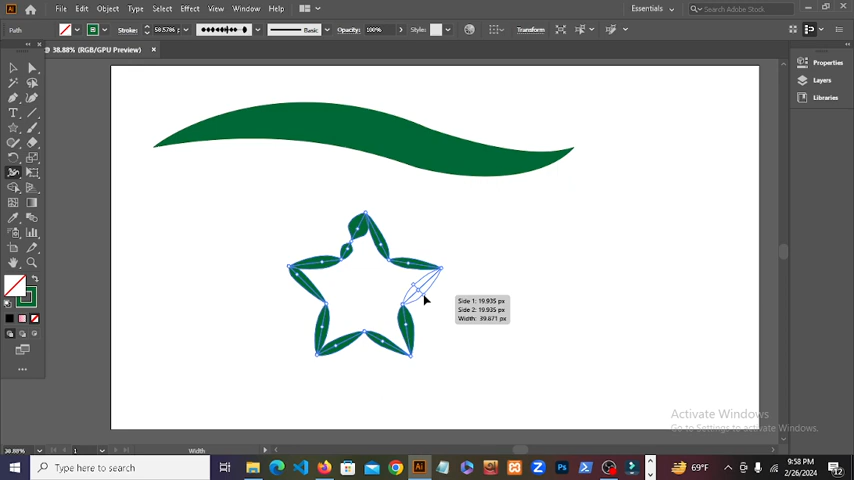 File Edit Object Type Select Effect View Window Help
Essentials
Search Adobe Stock
Path
Stroke: 58.5786
Basic
Opacity: 100%
Style:
Transform
@ 38.88% (RGB/GPU Preview) ×
Properties
Layers
Libraries
Side 1: 19.935 px
Side 2: 19.935 px
Width: 39.871 px
Activate Windows
Go to Settings to activate Windows.
38.88%
1
Width
Type here to search
69°F
9:58 PM
2/26/2024
12